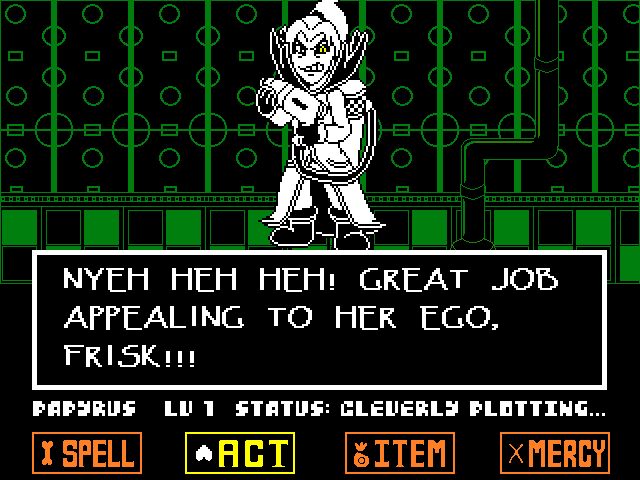 NYEH HEH HEH! GREAT JOB
APPEALING TO HER EGO,
FRISK!!!
PAPYRUS LV 1 STATUS: CLEVERLY PLOTTING...
SPELL ACT ITEM MERCY